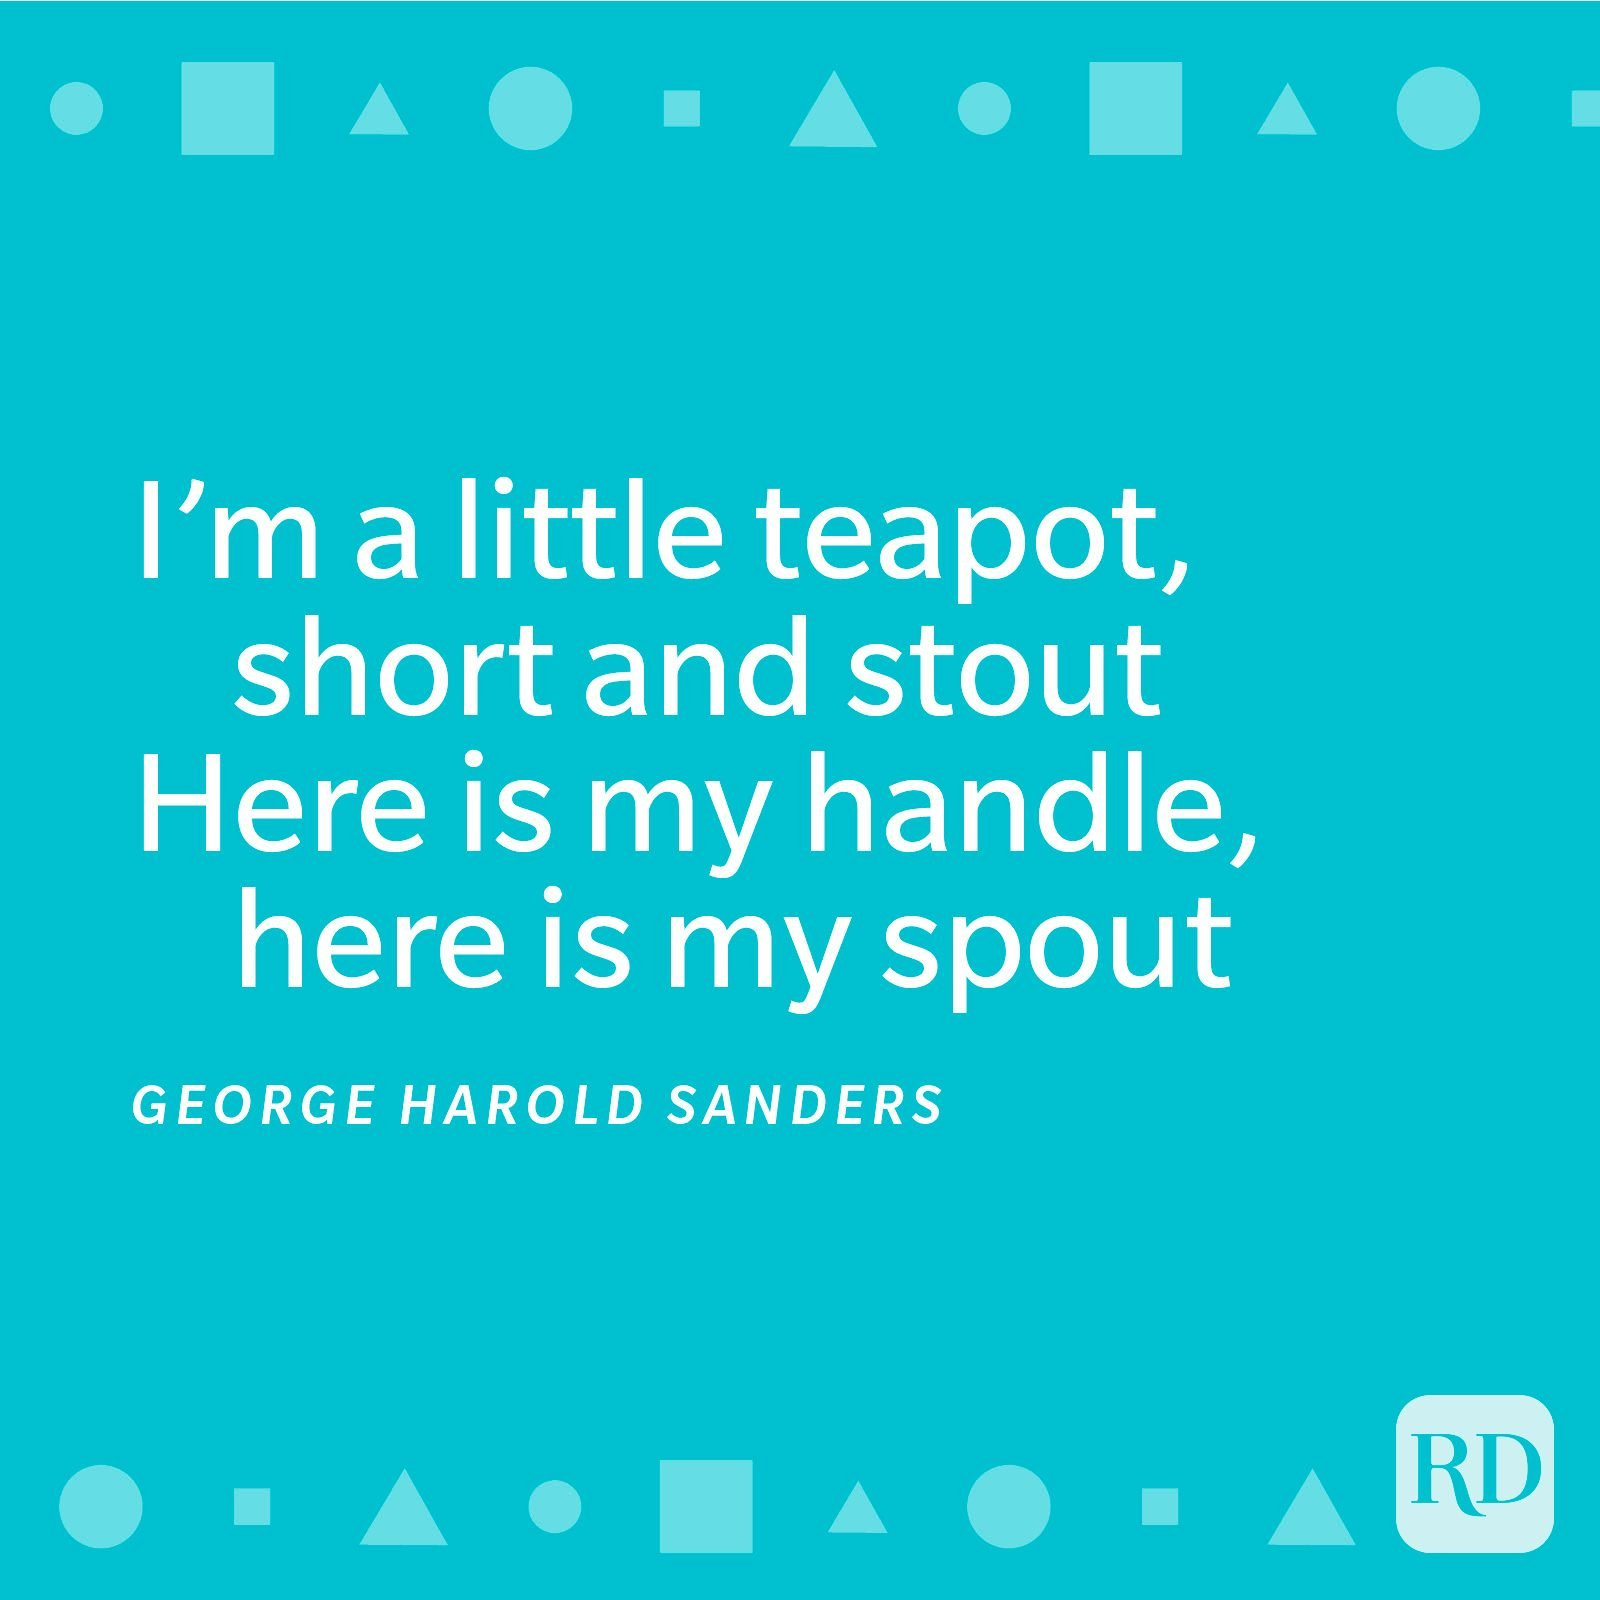 I’m a little teapot,
short and stout
Here is my handle,
here is my spout
GEORGE HAROLD SANDERS
RD